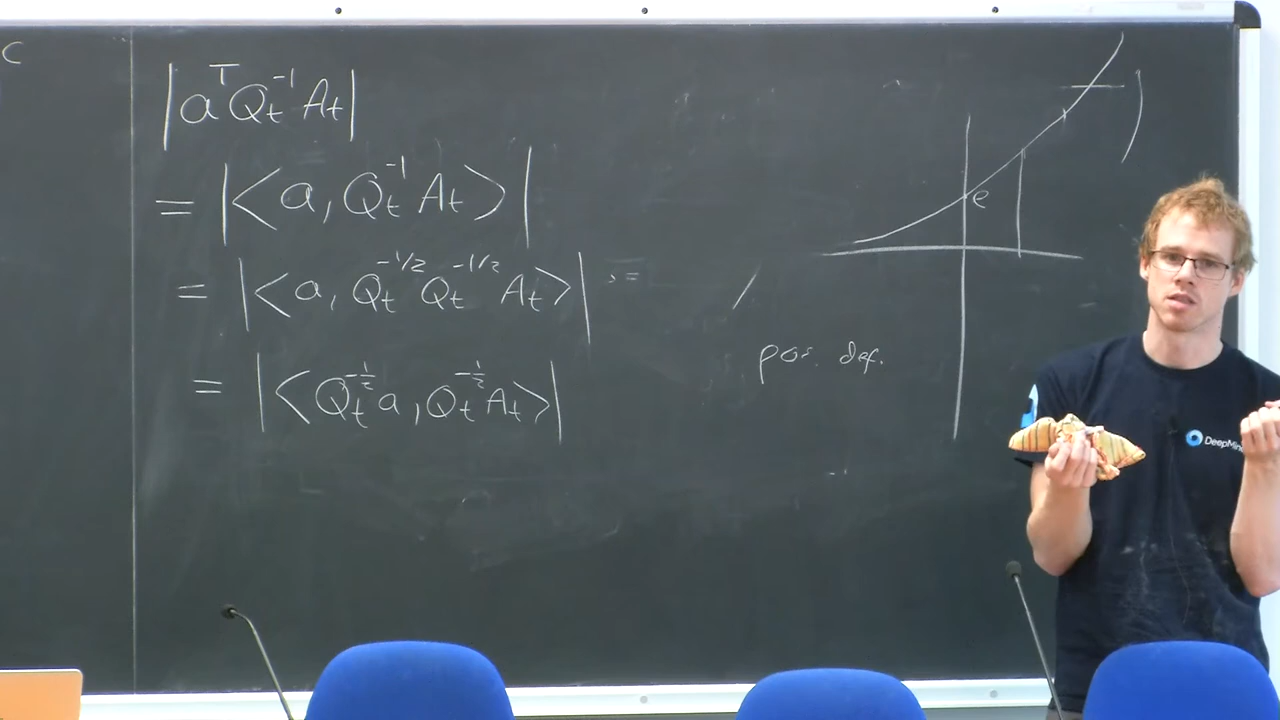 C
|aᵀQₜ⁻¹Aₜ|
= |<a, Qₜ⁻¹Aₜ>|
= |<a, Qₜ^{-1/2}Qₜ^{-1/2}Aₜ>| =
= |<Qₜ^{-1/2}a, Qₜ^{-1/2}Aₜ>|
e
pos. def.
DeepMin